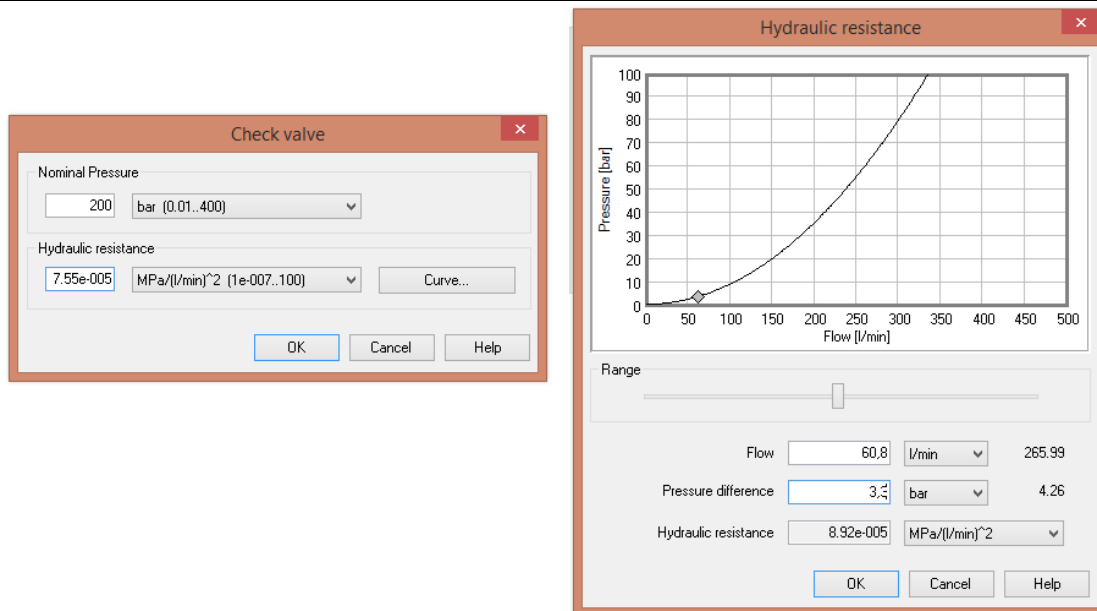 Check valve
Nominal Pressure
200 bar (0.01..400)
Hydraulic resistance
7.55e-005 MPa/(l/min)^2 (1e-007..100) Curve...
OK Cancel Help
Hydraulic resistance
Pressure [bar]
100
90
80
70
60
50
40
30
20
10
0
0 50 100 150 200 250 300 350 400 450 500
Flow [l/min]
Range
Flow 60,8 l/min 265.99
Pressure difference 3,3 bar 4.26
Hydraulic resistance 8.92e-005 MPa/(l/min)^2
OK Cancel Help